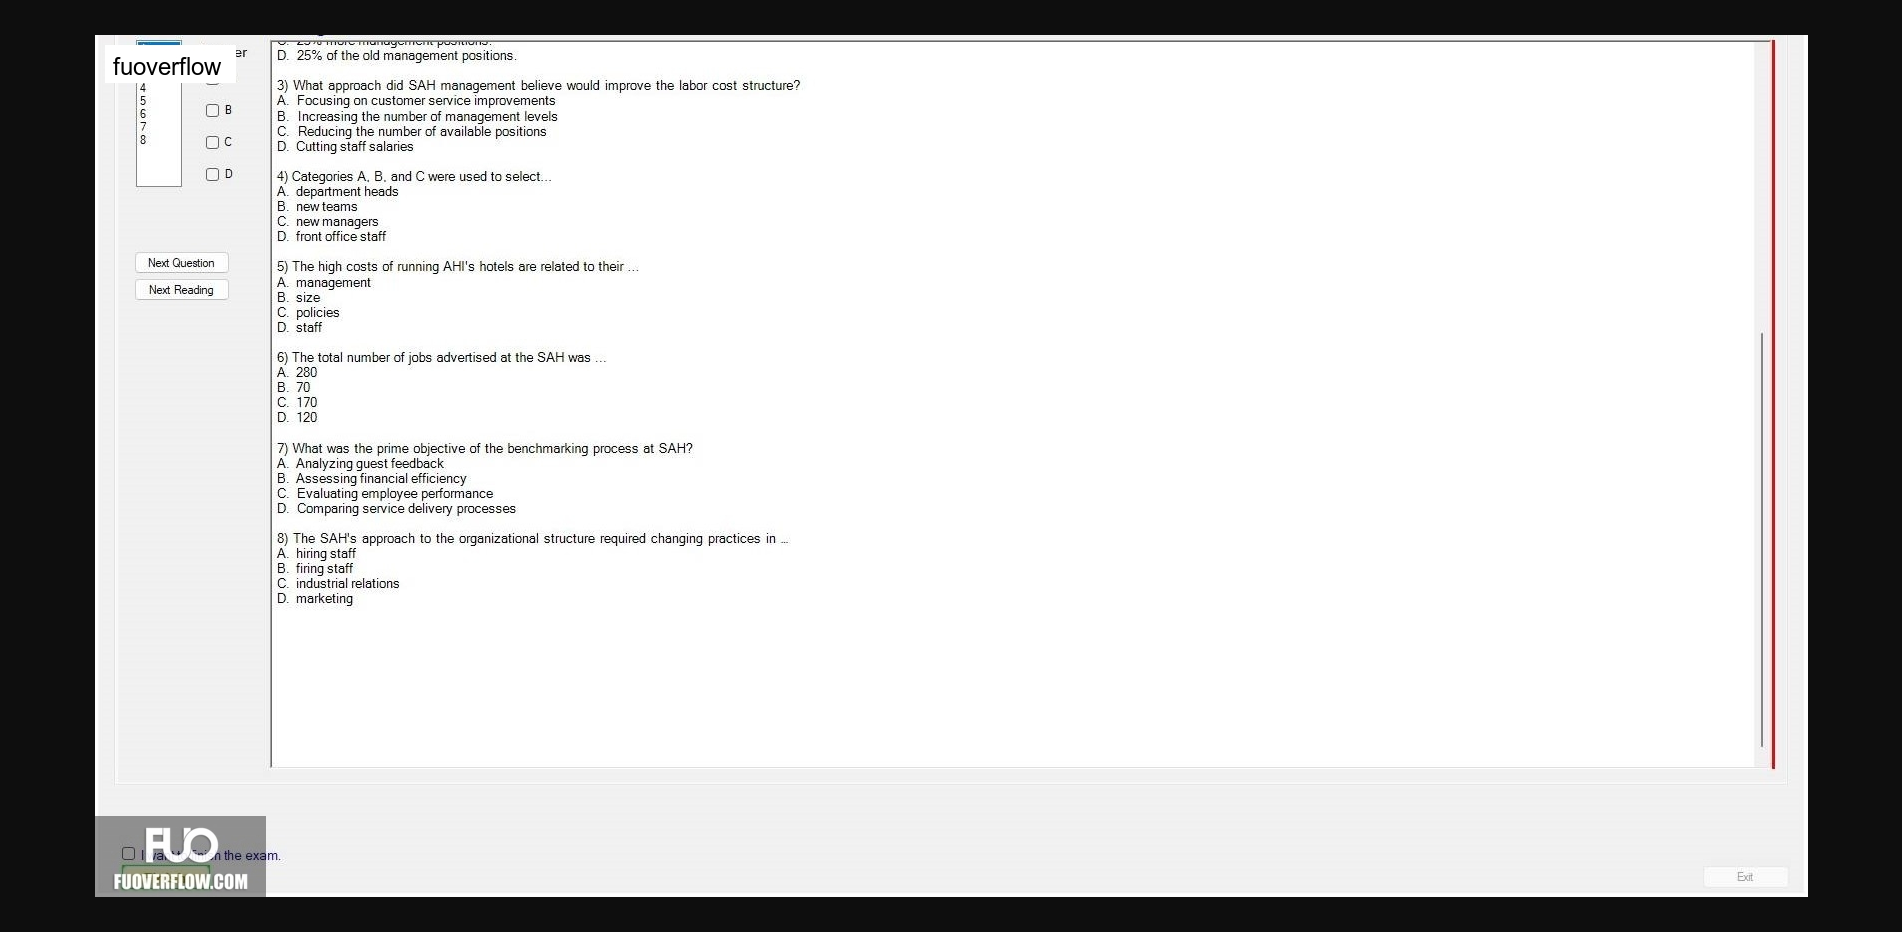 fuoverflow
er
4
5
6
7
8
B
C
D
Next Question
Next Reading
C. 25% more management positions.
D. 25% of the old management positions.
3) What approach did SAH management believe would improve the labor cost structure?
A. Focusing on customer service improvements
B. Increasing the number of management levels
C. Reducing the number of available positions
D. Cutting staff salaries
4) Categories A, B, and C were used to select...
A. department heads
B. new teams
C. new managers
D. front office staff
5) The high costs of running AHI's hotels are related to their ...
A. management
B. size
C. policies
D. staff
6) The total number of jobs advertised at the SAH was ...
A. 280
B. 70
C. 170
D. 120
7) What was the prime objective of the benchmarking process at SAH?
A. Analyzing guest feedback
B. Assessing financial efficiency
C. Evaluating employee performance
D. Comparing service delivery processes
8) The SAH's approach to the organizational structure required changing practices in ...
A. hiring staff
B. firing staff
C. industrial relations
D. marketing
FUO
I want to finish the exam.
FUOVERFLOW.COM
Exit